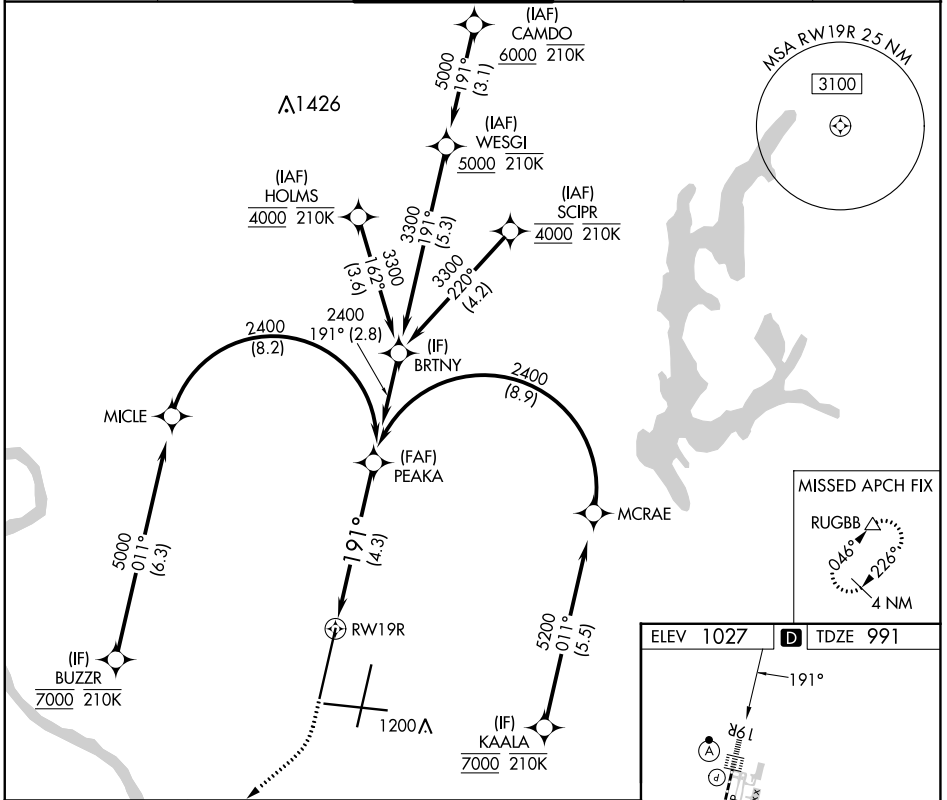 (IAF)
CAMDO
6000 210K
5000
191°
(3.1)
MSA RW19R 25 NM
3100
1426
(IAF)
WESGI
5000 210K
(IAF)
HOLMS
4000 210K
(IAF)
SCIPR
4000 210K
3300
191°
(5.3)
3300
162°
(3.6)
3300
220°
(4.2)
2400
191° (2.8)
2400
(8.2)
(IF)
BRTNY
2400
(8.9)
MICLE
(FAF)
PEAKA
MCRAE
MISSED APCH FIX
RUGBB
046°
226°
4 NM
5000
011°
(6.3)
191°
(4.3)
RW19R
5200
011°
(5.5)
(IF)
BUZZR
7000 210K
1200
(IF)
KAALA
7000 210K
ELEV 1027 D TDZE 991
191°
19R
A
P